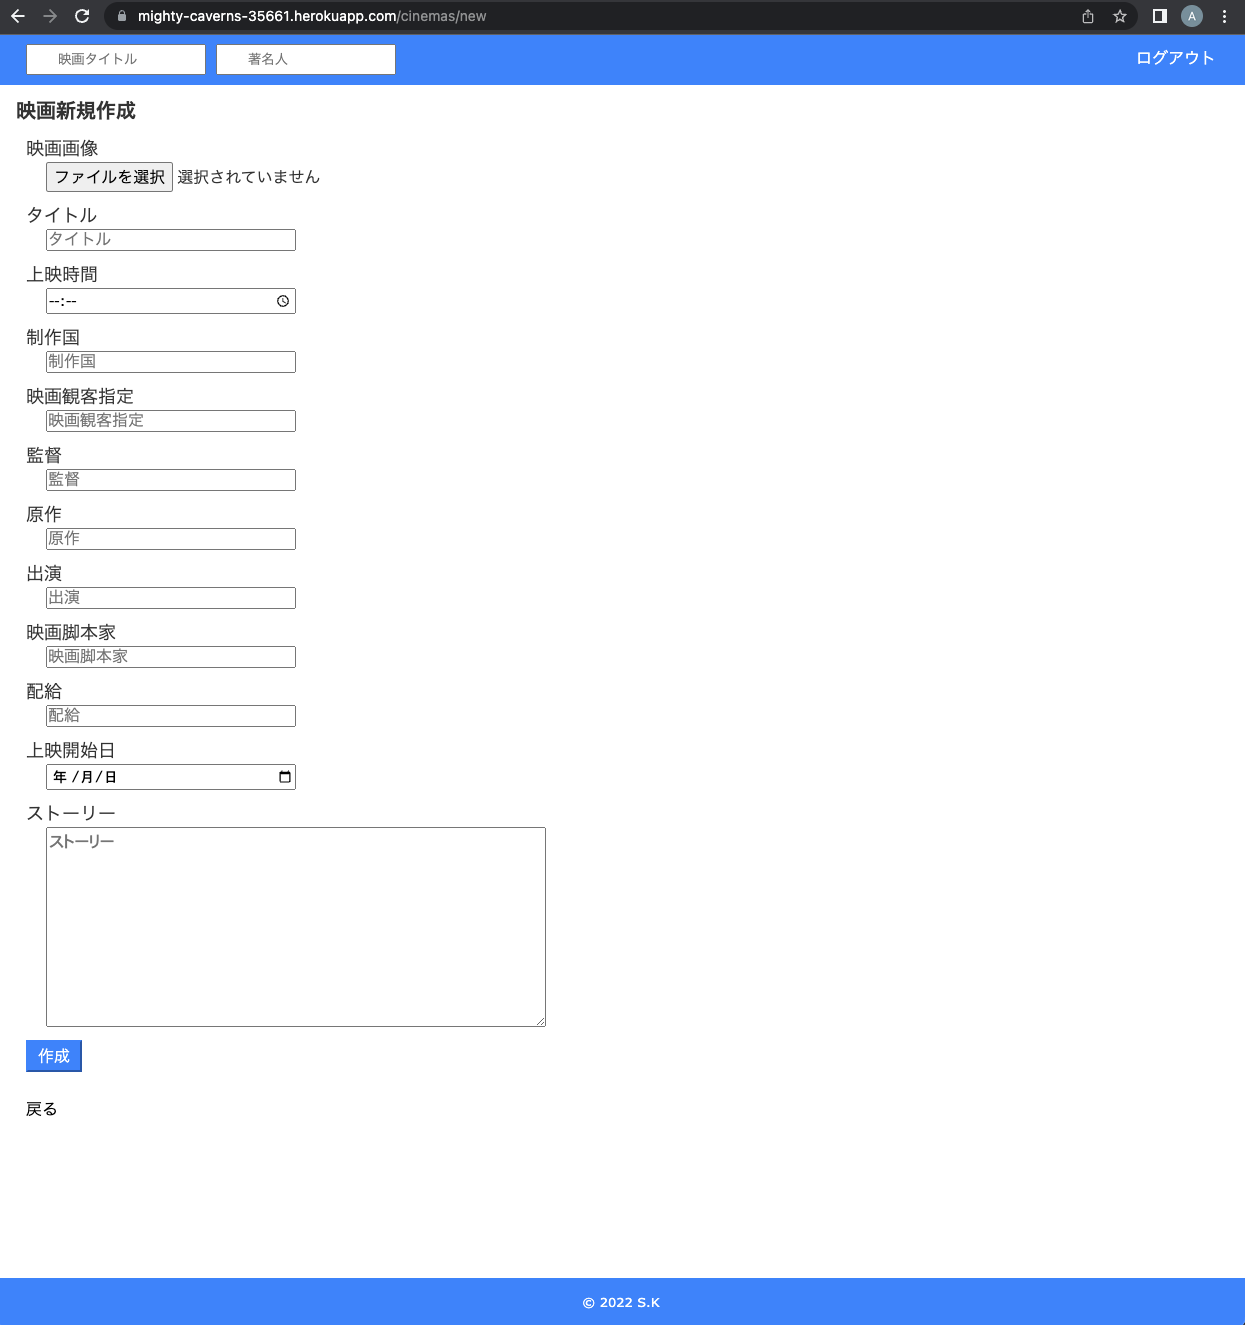 mighty-caverns-35661.herokuapp.com/cinemas/new
A
映画タイトル 著名人 ログアウト
映画新規作成
映画画像
ファイルを選択 選択されていません
タイトル
タイトル
上映時間
--:--
制作国
制作国
映画観客指定
映画観客指定
監督
監督
原作
原作
出演
出演
映画脚本家
映画脚本家
配給
配給
上映開始日
年 /月/日
ストーリー
ストーリー
作成
戻る
© 2022 S.K